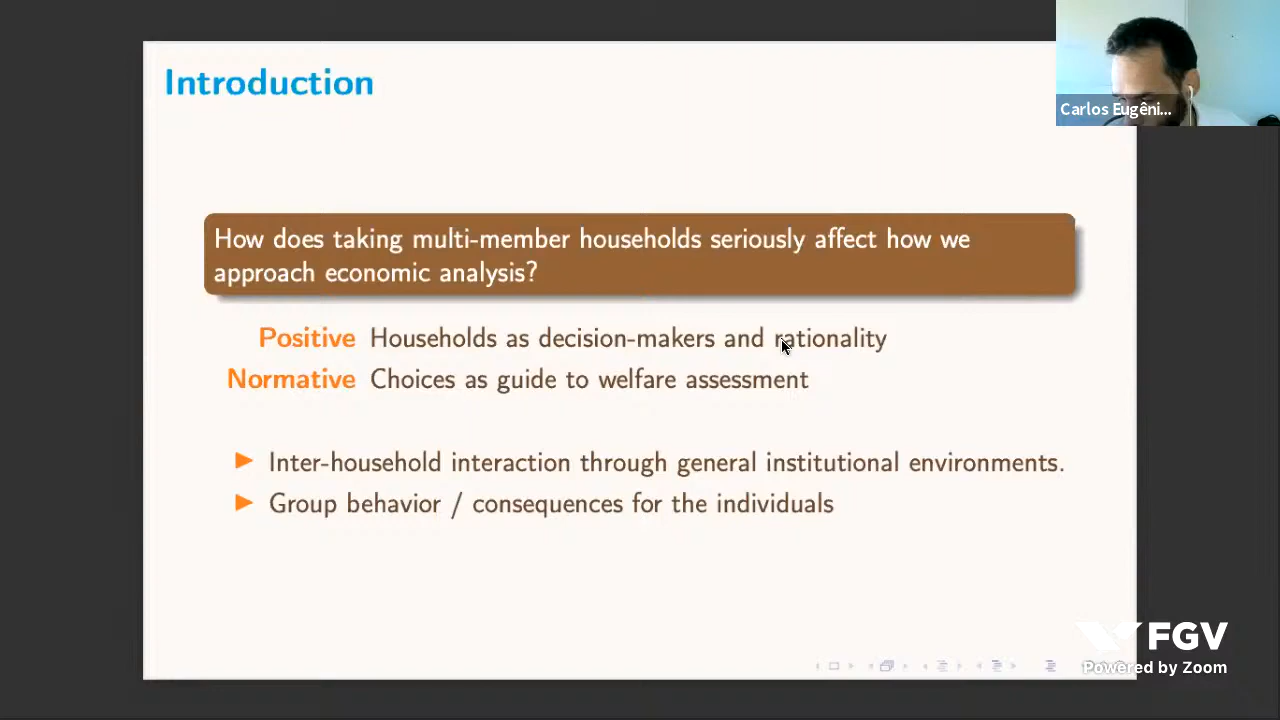 Introduction
Carlos Eugêni...
How does taking multi-member households seriously affect how we
approach economic analysis?
Positive Households as decision-makers and rationality
Normative Choices as guide to welfare assessment
▶ Inter-household interaction through general institutional environments.
▶ Group behavior / consequences for the individuals
FGV
Powered by Zoom